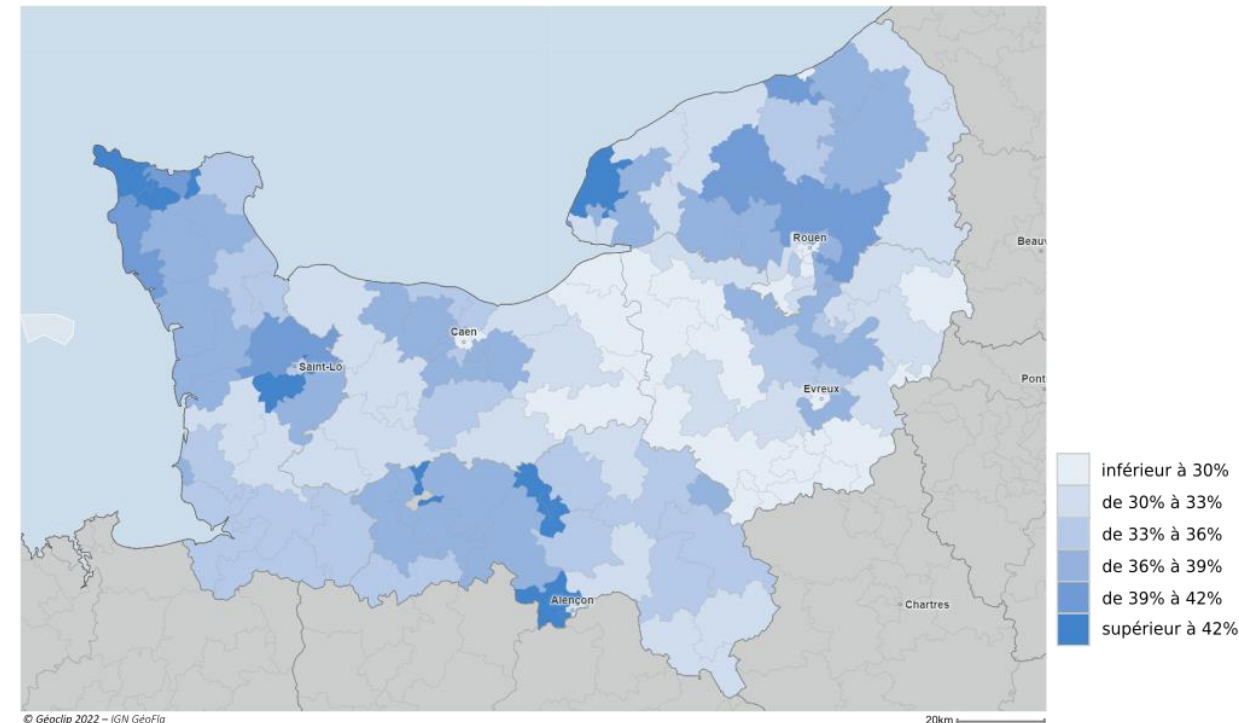 Rouen
Beauv
Caen
Saint-Lo
Evreux
Pont
Alençon
Chartres
inférieur à 30%
de 30% à 33%
de 33% à 36%
de 36% à 39%
de 39% à 42%
supérieur à 42%
© Géoclip 2022 – IGN GéoFla
20km